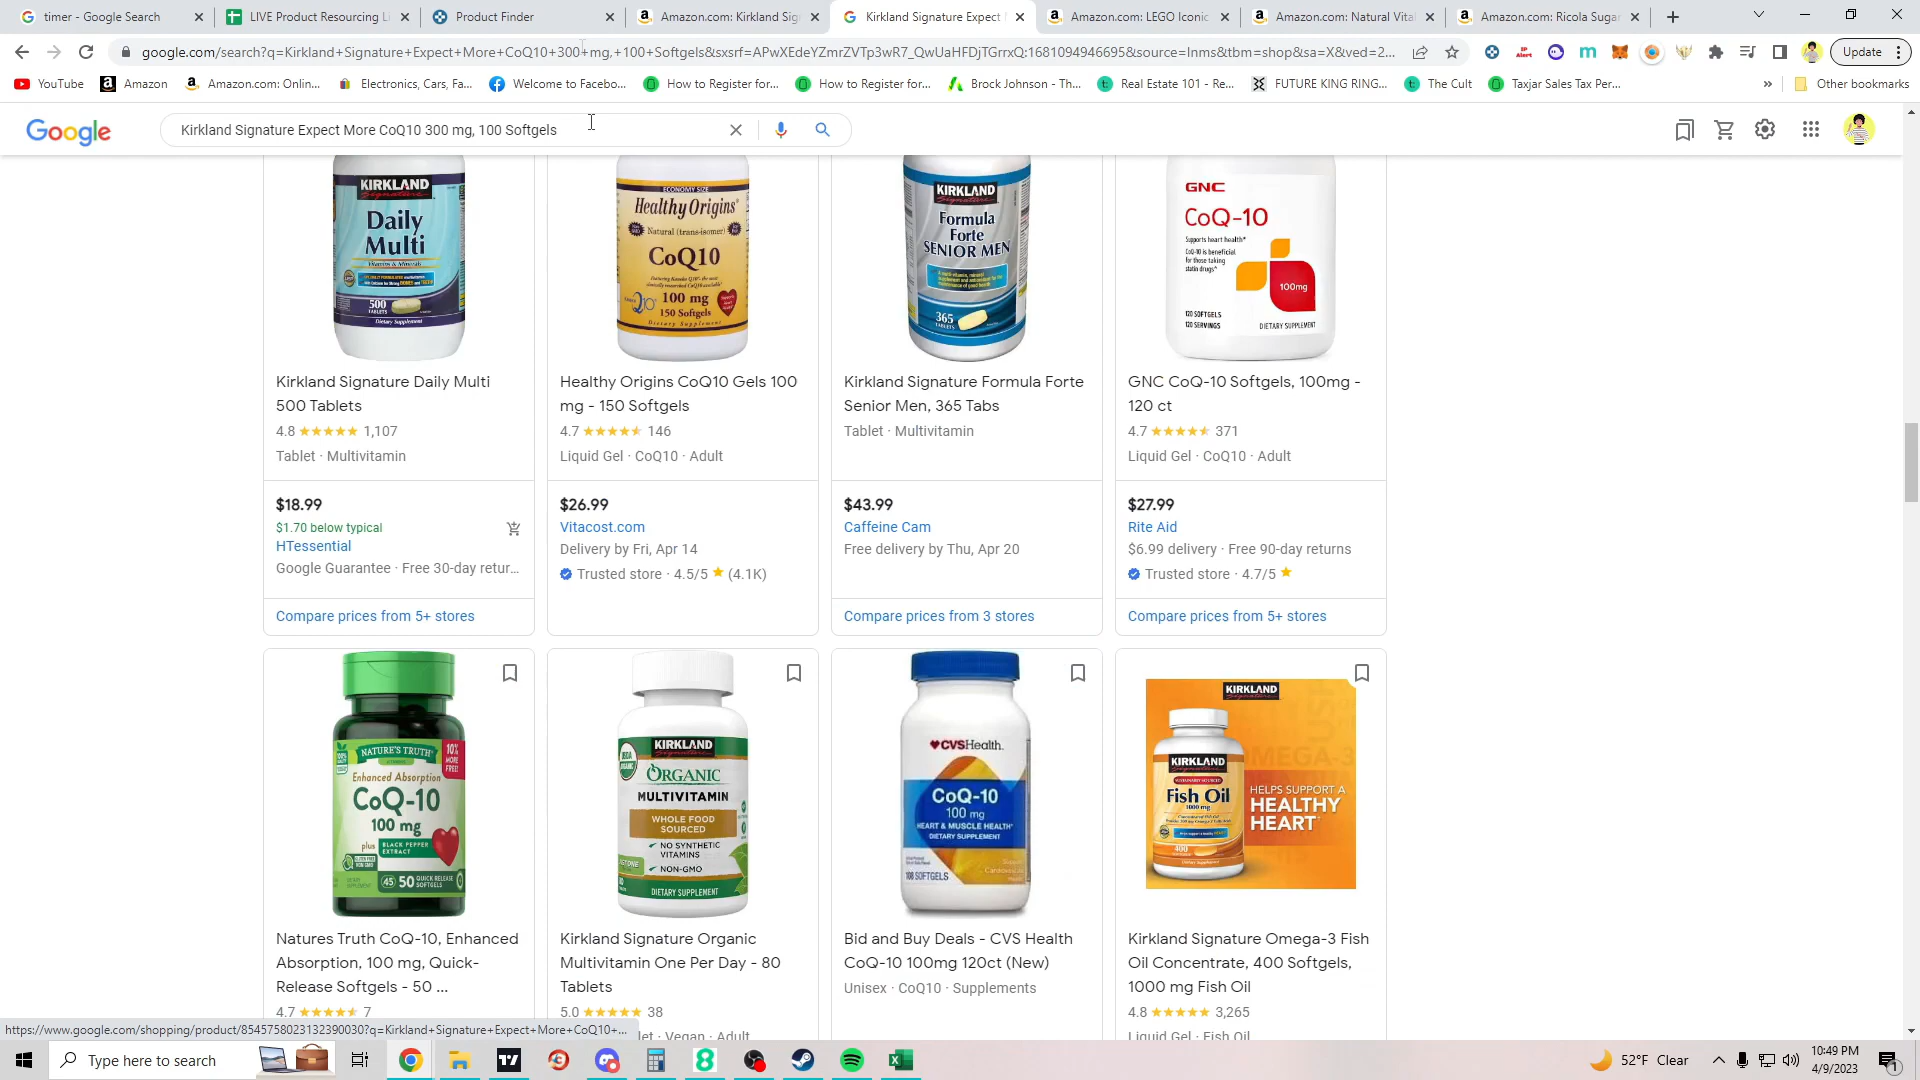 timer - Google Search
LIVE Product Resourcing Li
Product Finder
Amazon.com: Kirkland Sig
Kirkland Signature Expect
Amazon.com: LEGO Iconic
Amazon.com: Natural Vital
Amazon.com: Ricola Sugar
google.com/search?q=Kirkland+Signature+Expect+More+CoQ10+300+mg,+100+Softgels&sxsrf=APwXEdeYZmrZVTp3wR7_QwUaHFDjTGrrxQ:1681094946695&source=lnms&tbm=shop&sa=X&ved=2...
Update
YouTube
Amazon
Amazon.com: Onlin...
Electronics, Cars, Fa...
Welcome to Facebo...
How to Register for...
How to Register for...
Brock Johnson - Th...
Real Estate 101 - Re...
FUTURE KING RING...
The Cult
Taxjar Sales Tax Per...
»
Other bookmarks
Google
Kirkland Signature Expect More CoQ10 300 mg, 100 Softgels
KIRKLAND
Signature
Daily
Multi
Vitamins & Minerals
500
TABLETS
Dietary Supplement
ECONOMY SIZE
Healthy Origins®
Natural (trans-isomer)
CoQ10
100 mg
150 Softgels
Dietary Supplement
KIRKLAND
Signature
Formula
Forte
SENIOR MEN
365
TABLETS
GNC
CoQ-10
Supports heart health*
CoQ-10 is beneficial
for those taking
statin drugs*
100mg
120 SOFTGELS
120 SERVINGS
DIETARY SUPPLEMENT
Kirkland Signature Daily Multi
500 Tablets
4.8 ★★★★★ 1,107
Tablet · Multivitamin
$18.99
$1.70 below typical
HTessential
Google Guarantee · Free 30-day retur...
Compare prices from 5+ stores
Healthy Origins CoQ10 Gels 100
mg - 150 Softgels
4.7 ★★★★★ 146
Liquid Gel · CoQ10 · Adult
$26.99
Vitacost.com
Delivery by Fri, Apr 14
Trusted store · 4.5/5 ★ (4.1K)
Kirkland Signature Formula Forte
Senior Men, 365 Tabs
Tablet · Multivitamin
$43.99
Caffeine Cam
Free delivery by Thu, Apr 20
Compare prices from 3 stores
GNC CoQ-10 Softgels, 100mg -
120 ct
4.7 ★★★★★ 371
Liquid Gel · CoQ10 · Adult
$27.99
Rite Aid
$6.99 delivery · Free 90-day returns
Trusted store · 4.7/5 ★
Compare prices from 5+ stores
NATURE'S TRUTH
10%
MORE
FREE!
Enhanced Absorption
CoQ-10
100 mg
plus
BLACK PEPPER
EXTRACT
45 50 QUICK RELEASE
SOFTGELS
KIRKLAND
Signature
USDA
ORGANIC
ORGANIC
MULTIVITAMIN
WHOLE FOOD
SOURCED
NO SYNTHETIC
VITAMINS
NON-GMO
DIETARY SUPPLEMENT
CVSHealth.
CoQ-10
100 mg
HEART & MUSCLE HEALTH*
DIETARY SUPPLEMENT
KIRKLAND
Signature
KIRKLAND
Signature
Fish Oil
1000 mg
400
HELPS SUPPORT A
HEALTHY
HEART
Natures Truth CoQ-10, Enhanced
Absorption, 100 mg, Quick-
Release Softgels - 50 ...
4.7 ★★★★★ 7
Kirkland Signature Organic
Multivitamin One Per Day - 80
Tablets
5.0 ★★★★★ 38
let · Vegan · Adult
Bid and Buy Deals - CVS Health
CoQ-10 100mg 120ct (New)
Unisex · CoQ10 · Supplements
Kirkland Signature Omega-3 Fish
Oil Concentrate, 400 Softgels,
1000 mg Fish Oil
4.8 ★★★★★ 3,265
Liquid Gel · Fish Oil
https://www.google.com/shopping/product/8545758023132390030?q=Kirkland+Signature+Expect+More+CoQ10+...
Type here to search
52°F Clear
10:49 PM
4/9/2023
1